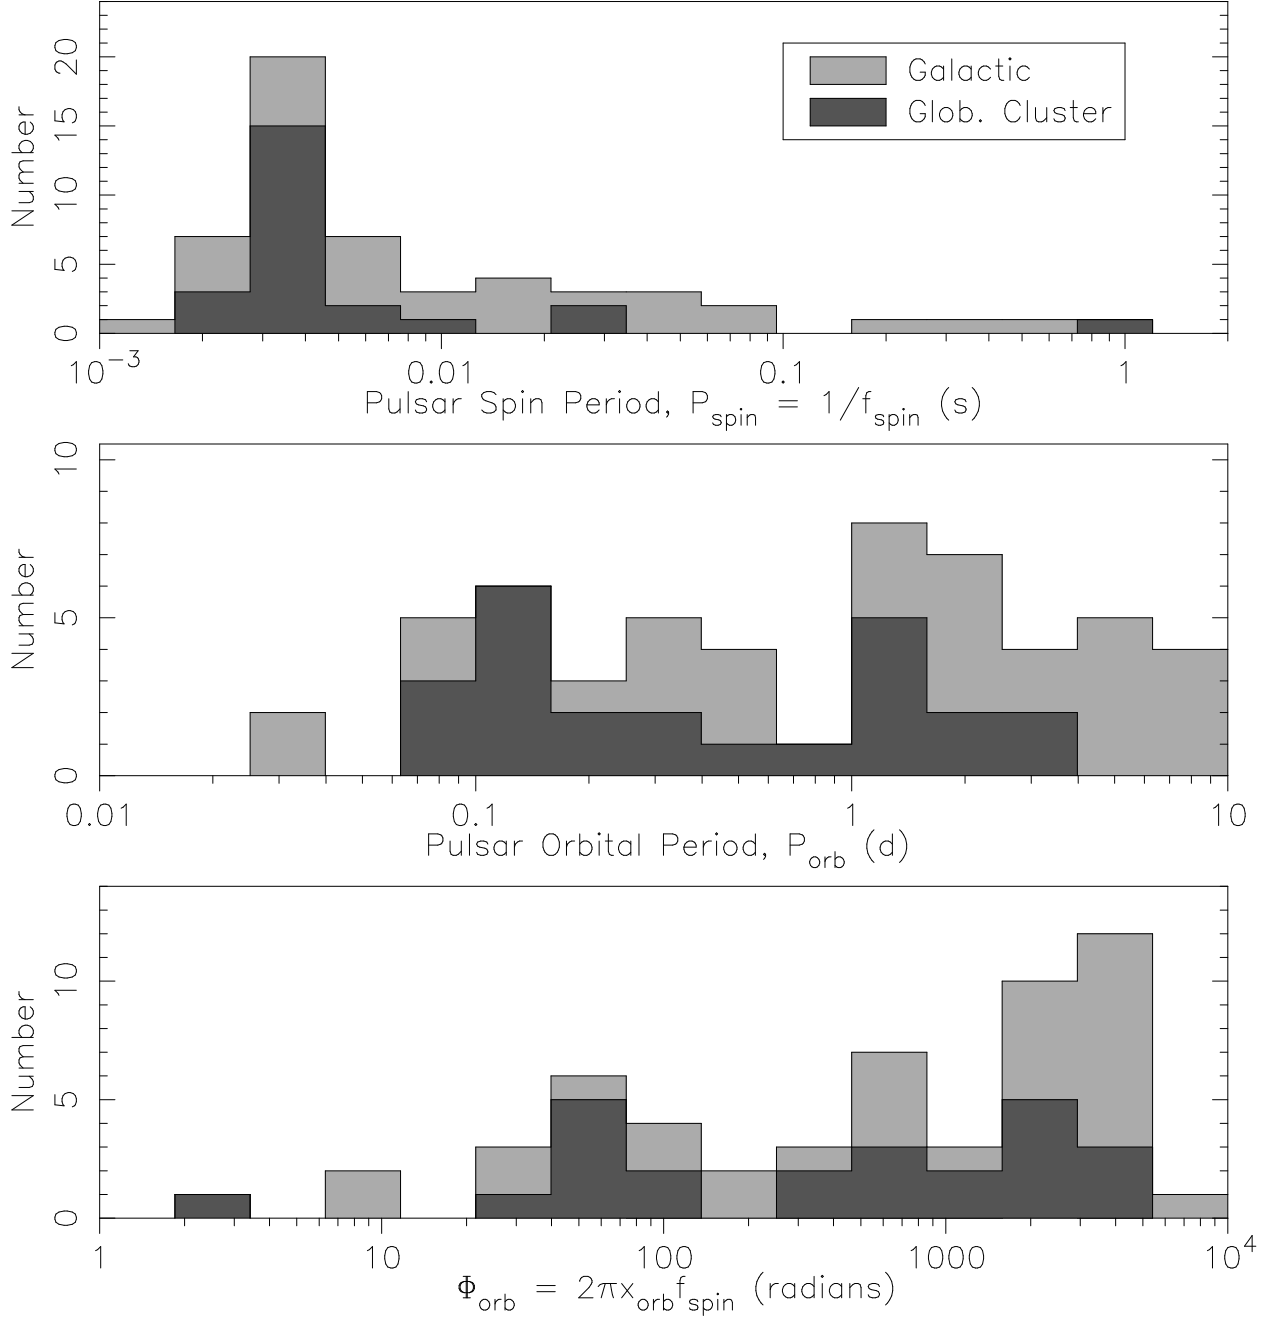 Number
20
15
10
5
0
Galactic
Glob. Cluster
10^-3 0.01 0.1 1
Pulsar Spin Period, P_spin = 1/f_spin (s)
Number
10
5
0
0.01 0.1 1 10
Pulsar Orbital Period, P_orb (d)
Number
10
5
0
1 10 100 1000 10^4
Φ_orb = 2πx_orb f_spin (radians)